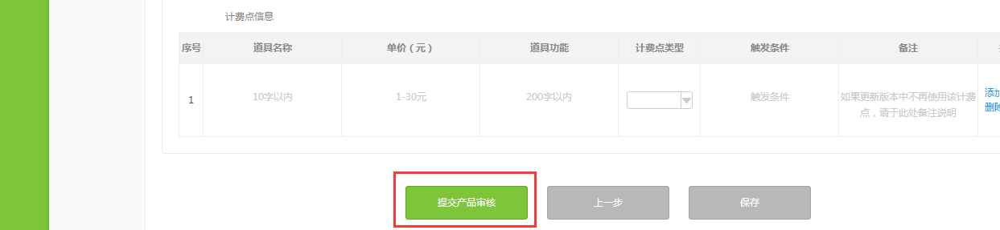 计费点信息
序号 道具名称 单价（元） 道具功能 计费点类型 触发条件 备注
1 10字以内 1-30元 200字以内 触发条件 如果更新版本中不再使用该计费
点，请于此处备注说明
添加
删除
提交产品审核 上一步 保存